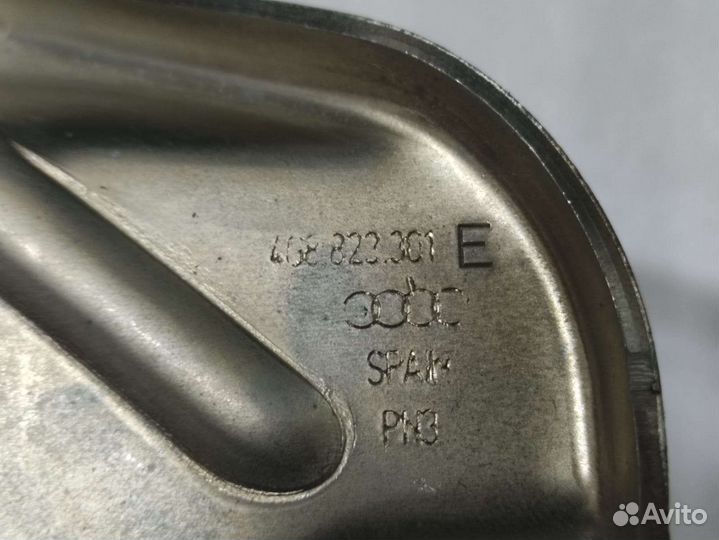 4G8 823.301 E
SPAIN
PN3
Avito